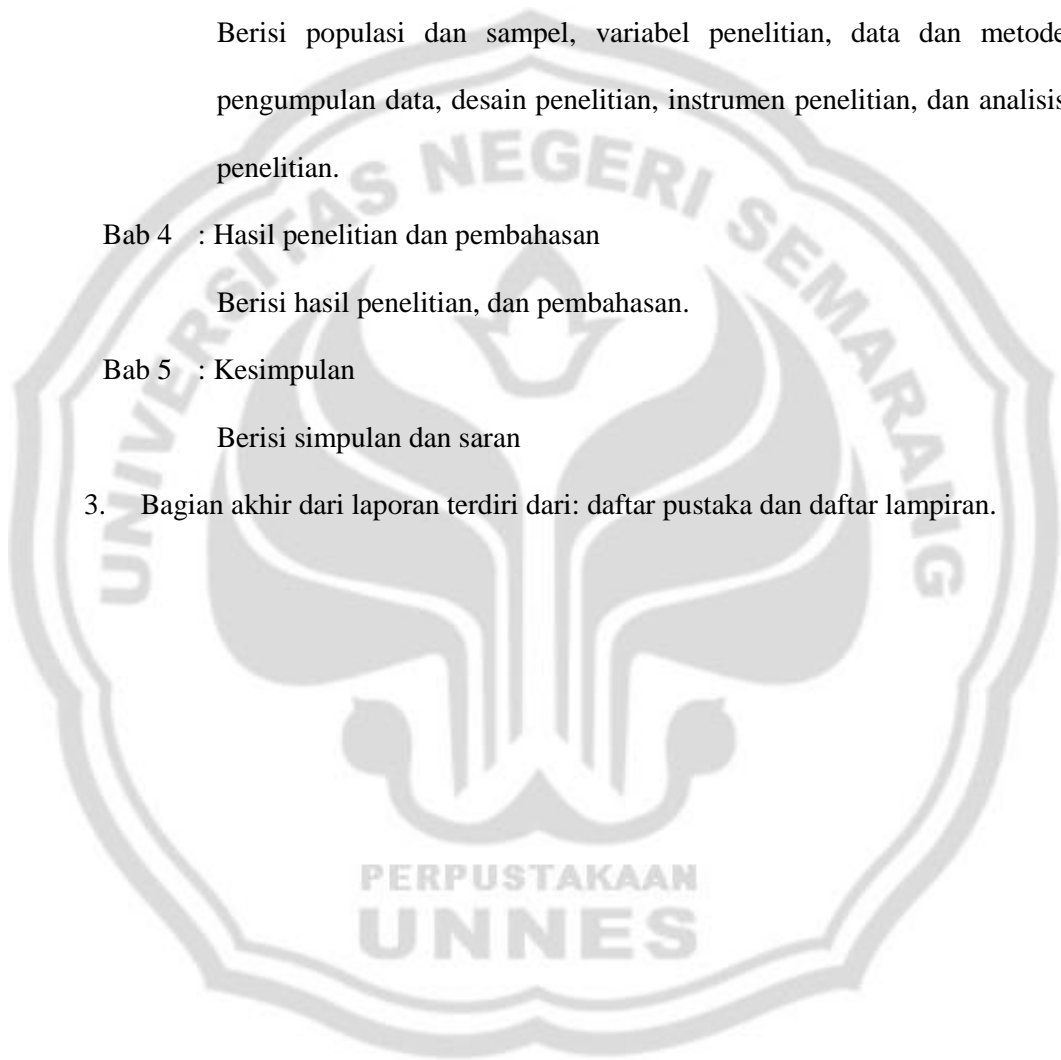 Berisi populasi dan sampel, variabel penelitian, data dan metode
pengumpulan data, desain penelitian, instrumen penelitian, dan analisis
penelitian.
Bab 4 : Hasil penelitian dan pembahasan
Berisi hasil penelitian, dan pembahasan.
Bab 5 : Kesimpulan
Berisi simpulan dan saran
3. Bagian akhir dari laporan terdiri dari: daftar pustaka dan daftar lampiran.
UNIVERSITAS NEGERI SEMARANG
PERPUSTAKAAN
UNNES